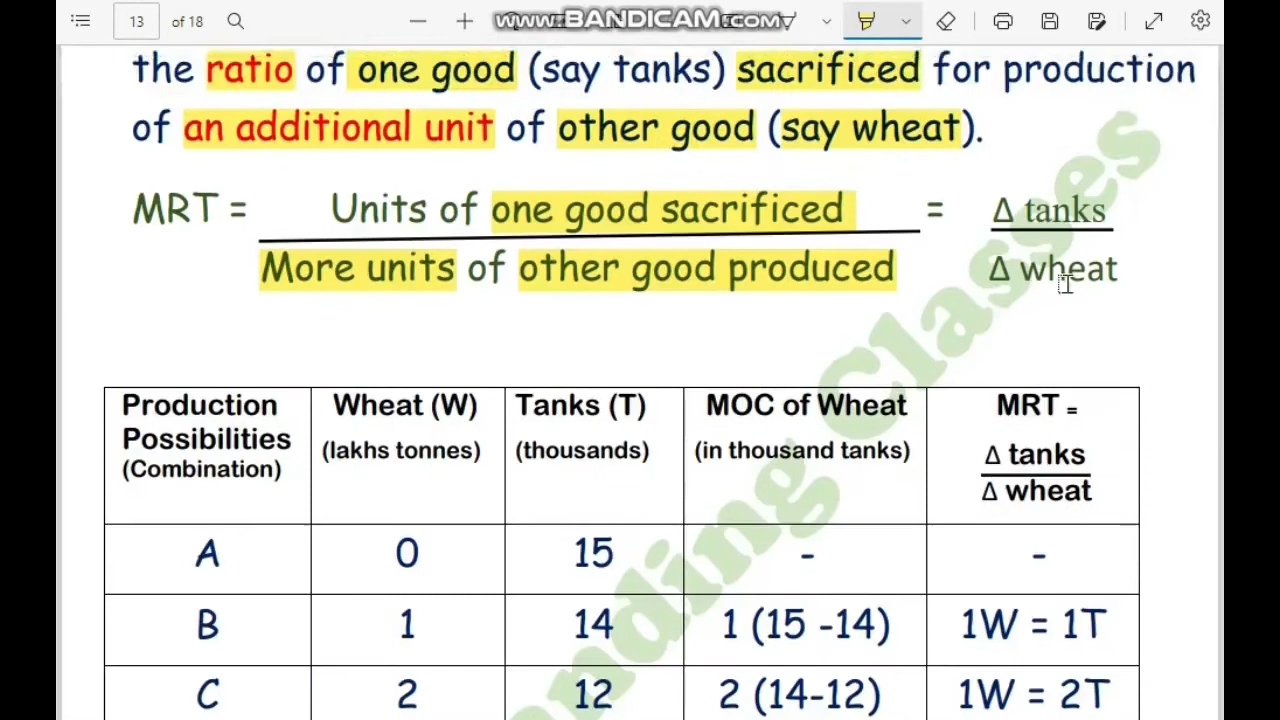 13 of 18
www.BANDICAM.com
the ratio of one good (say tanks) sacrificed for production
of an additional unit of other good (say wheat).
MRT = Units of one good sacrificed = Δ tanks
More units of other good produced Δ wheat
Production Possibilities (Combination) Wheat (W) (lakhs tonnes) Tanks (T) (thousands) MOC of Wheat (in thousand tanks) MRT = Δ tanks Δ wheat
A 0 15 - -
B 1 14 1 (15 -14) 1W = 1T
C 2 12 2 (14-12) 1W = 2T
nding Classes